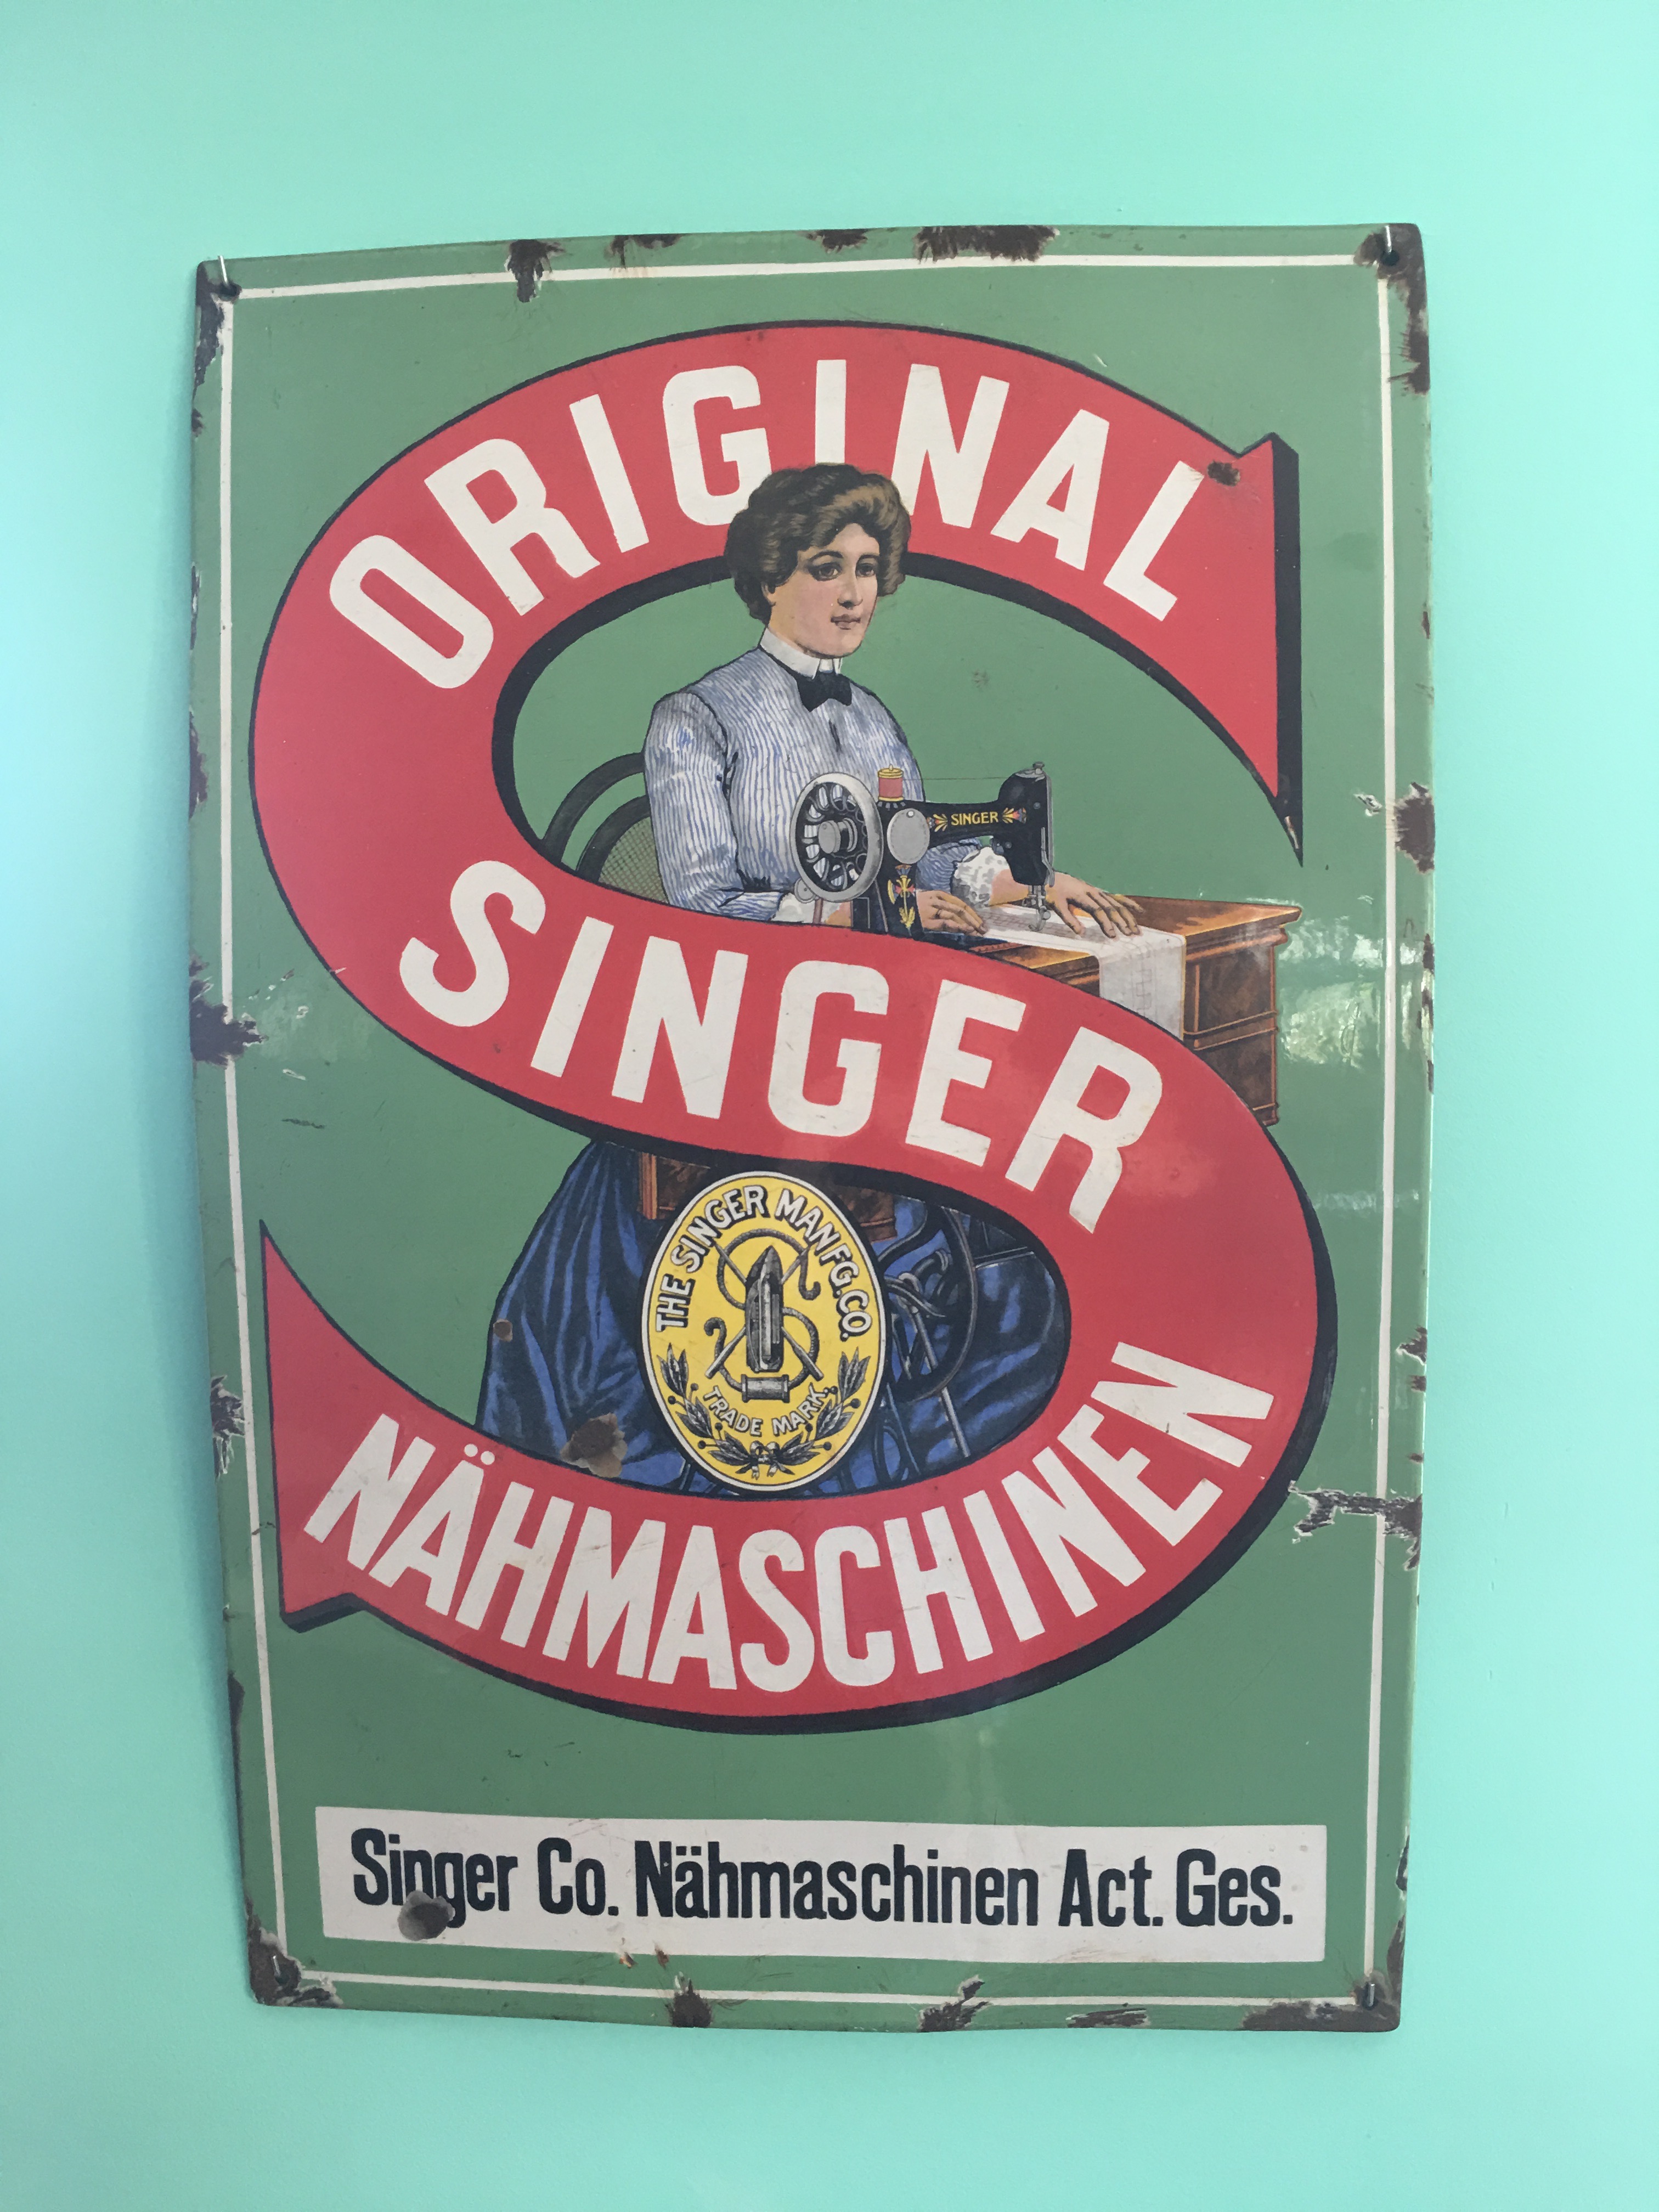 ORIGINAL
SINGER
SINGER
THE SINGER MANFG. CO.
TRADE MARK.
NÄHMASCHINEN
Singer Co. Nähmaschinen Act. Ges.